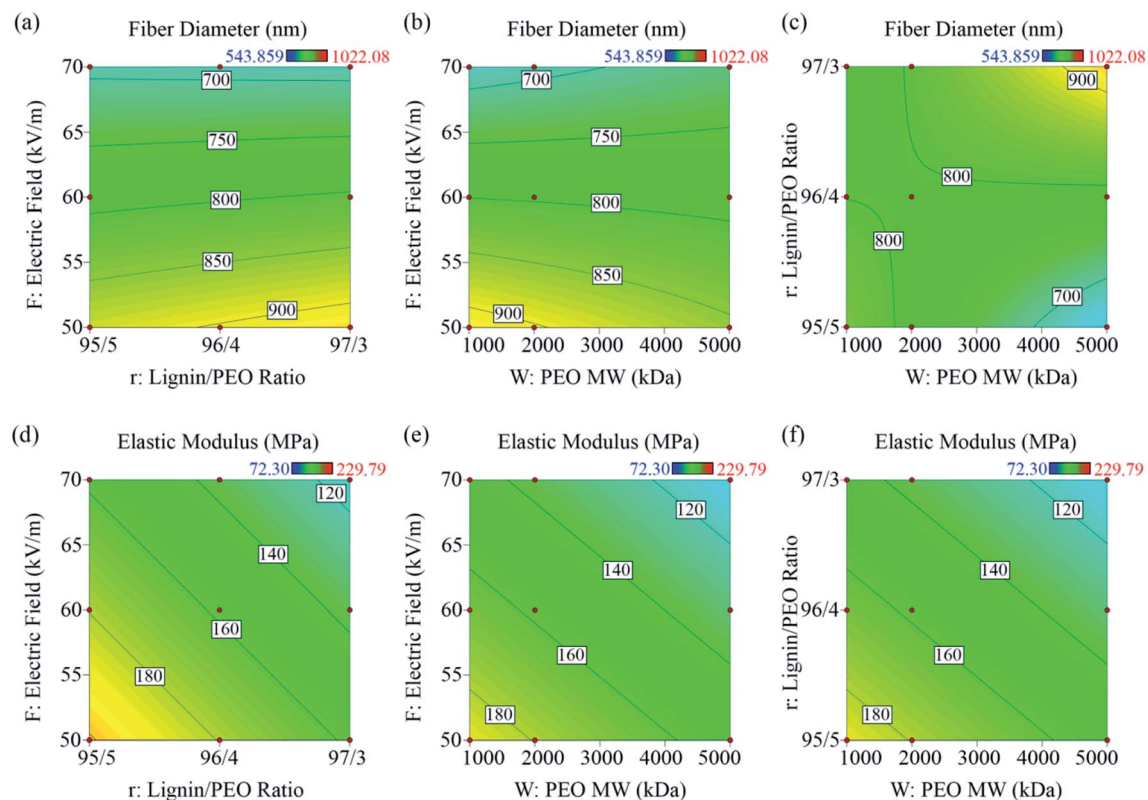 (a)
Fiber Diameter (nm)
543.859 1022.08
F: Electric Field (kV/m)
70
65
60
55
50
700
750
800
850
900
95/5 96/4 97/3
r: Lignin/PEO Ratio
(b)
Fiber Diameter (nm)
543.859 1022.08
F: Electric Field (kV/m)
70
65
60
55
50
700
750
800
850
900
1000 2000 3000 4000 5000
W: PEO MW (kDa)
(c)
Fiber Diameter (nm)
543.859 1022.08
r: Lignin/PEO Ratio
97/3
96/4
95/5
900
800
800
700
1000 2000 3000 4000 5000
W: PEO MW (kDa)
(d)
Elastic Modulus (MPa)
72.30 229.79
F: Electric Field (kV/m)
70
65
60
55
50
120
140
160
180
95/5 96/4 97/3
r: Lignin/PEO Ratio
(e)
Elastic Modulus (MPa)
72.30 229.79
F: Electric Field (kV/m)
70
65
60
55
50
120
140
160
180
1000 2000 3000 4000 5000
W: PEO MW (kDa)
(f)
Elastic Modulus (MPa)
72.30 229.79
r: Lignin/PEO Ratio
97/3
96/4
95/5
120
140
160
180
1000 2000 3000 4000 5000
W: PEO MW (kDa)